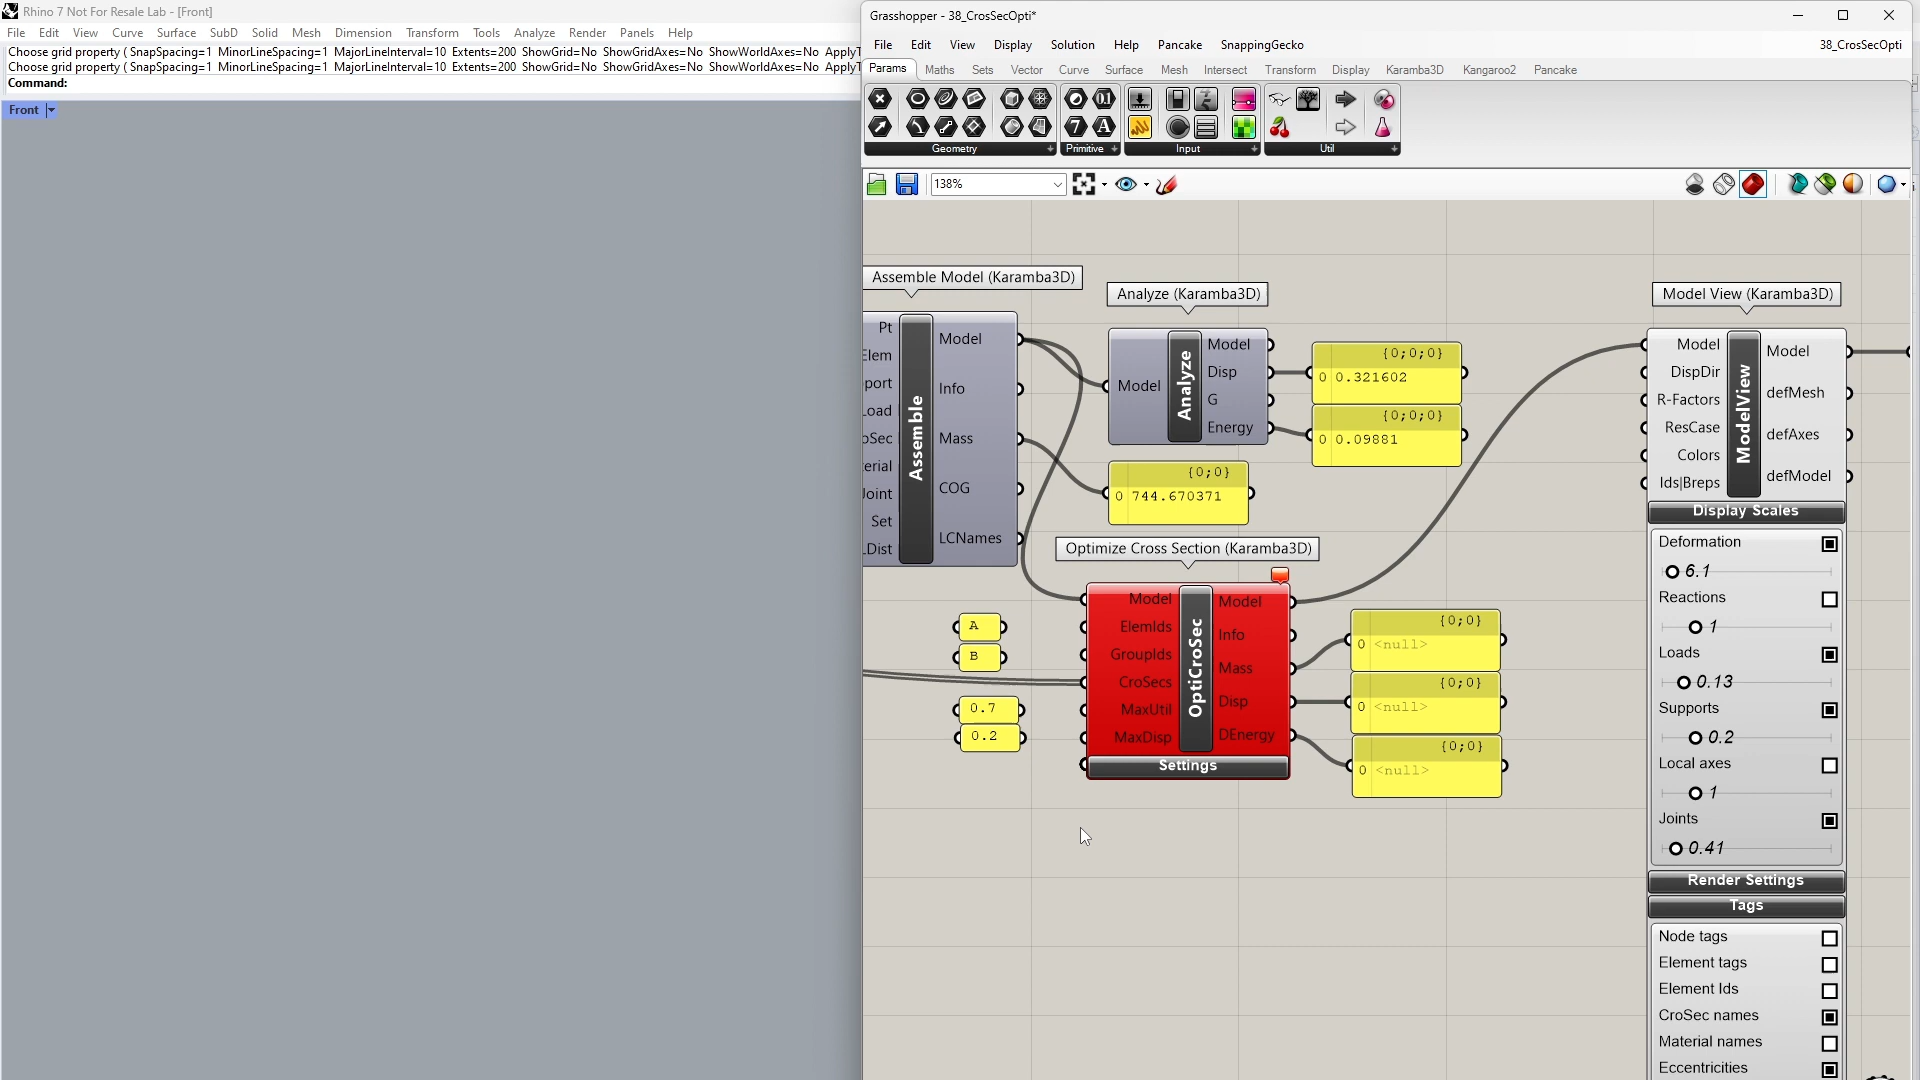 Rhino 7 Not For Resale Lab - [Front]
File Edit View Curve Surface SubD Solid Mesh Dimension Transform Tools Analyze Render Panels Help
Choose grid property ( SnapSpacing=1 MinorLineSpacing=1 MajorLineInterval=10 Extents=200 ShowGrid=No ShowGridAxes=No ShowWorldAxes=No ApplyT
Choose grid property ( SnapSpacing=1 MinorLineSpacing=1 MajorLineInterval=10 Extents=200 ShowGrid=No ShowGridAxes=No ShowWorldAxes=No ApplyT
Command:
Front
Grasshopper - 38_CrosSecOpti*
File Edit View Display Solution Help Pancake SnappingGecko
38_CrosSecOpti
Params Maths Sets Vector Curve Surface Mesh Intersect Transform Display Karamba3D Kangaroo2 Pancake
Geometry Primitive Input Util
138%
Assemble Model (Karamba3D)
Pt
Elem
port
Load
oSec
erial
Joint
Set
LDist
Assemble
Model
Info
Mass
COG
LCNames
Analyze (Karamba3D)
Model
Analyze
Model
Disp
G
Energy
{0;0;0}
0 0.321602
{0;0;0}
0 0.09881
{0;0}
0 744.670371
Optimize Cross Section (Karamba3D)
A
B
0.7
0.2
Model
ElemIds
GroupIds
CroSecs
MaxUtil
MaxDisp
OptiCroSec
Model
Info
Mass
Disp
DEnergy
Settings
{0;0}
0 <null>
{0;0}
0 <null>
{0;0}
0 <null>
Model View (Karamba3D)
Model
DispDir
R-Factors
ResCase
Colors
Ids|Breps
ModelView
Model
defMesh
defAxes
defModel
Display Scales
Deformation
6.1
Reactions
1
Loads
0.13
Supports
0.2
Local axes
1
Joints
0.41
Render Settings
Tags
Node tags
Element tags
Element Ids
CroSec names
Material names
Eccentricities